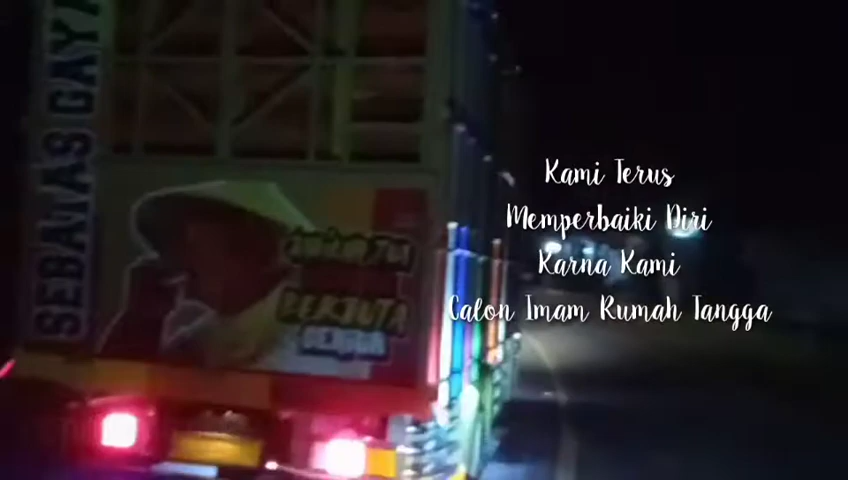 SEBATAS GAYA
Kami Terus
Memperbaiki Diri
Karna Kami
Calon Imam Rumah Tangga